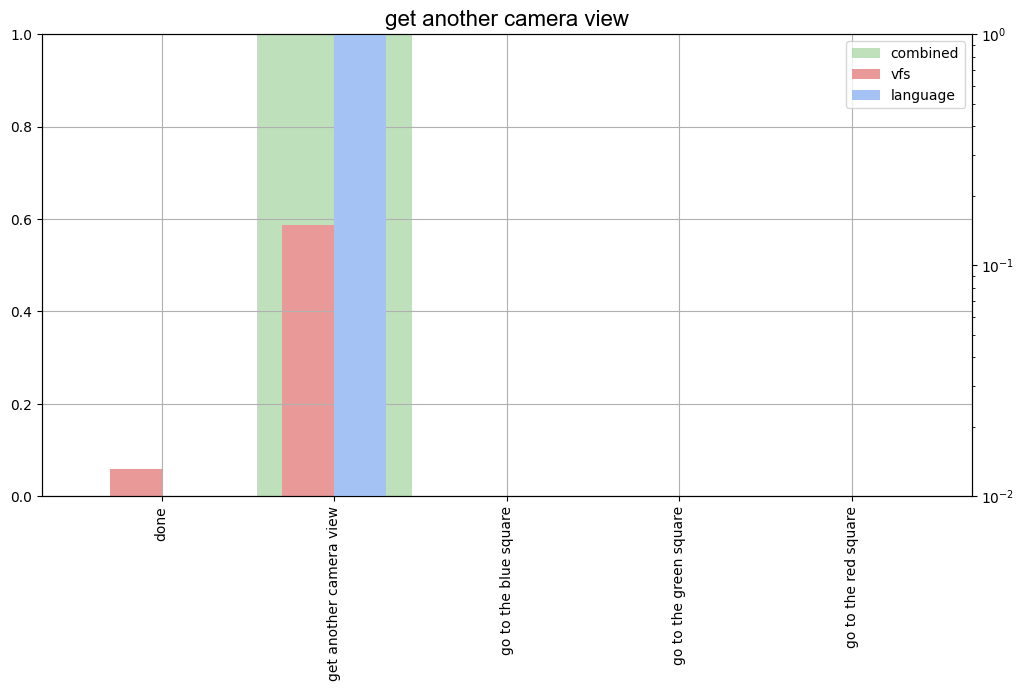 get another camera view
1.0
0.8
0.6
0.4
0.2
0.0
10⁰
10⁻¹
10⁻²
combined
vfs
language
done
get another camera view
go to the blue square
go to the green square
go to the red square